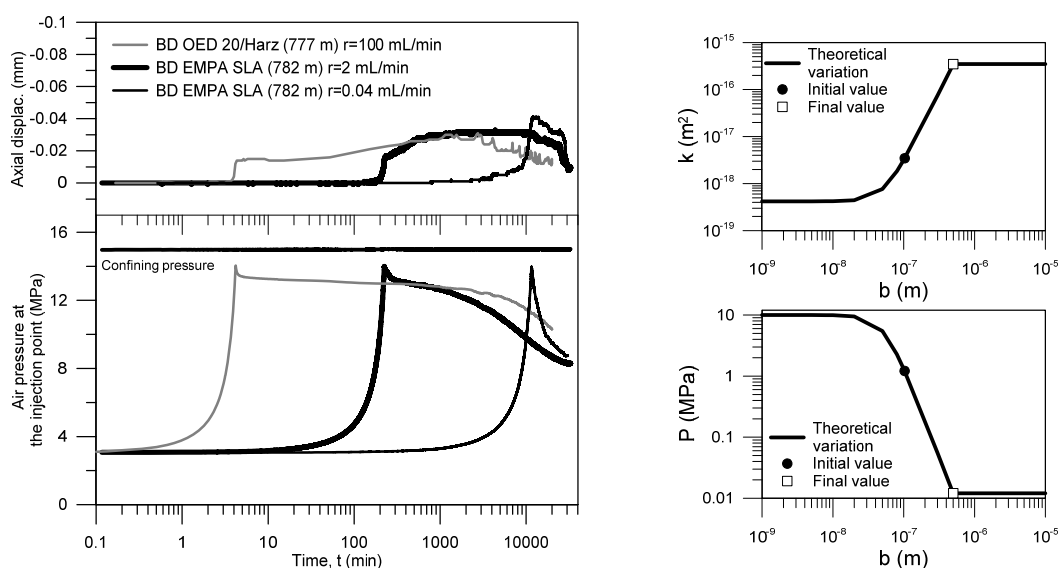 -0.1
-0.08
-0.06
-0.04
-0.02
0
Axial displac. (mm)
BD OED 20/Harz (777 m) r=100 mL/min
BD EMPA SLA (782 m) r=2 mL/min
BD EMPA SLA (782 m) r=0.04 mL/min
16
12
8
4
0
Air pressure at
the injection point (MPa)
Confining pressure
0.1
1
10
100
1000
10000
Time, t (min)
10-15
10-16
10-17
10-18
10-19
k (m2)
Theoretical
variation
Initial value
Final value
10-9
10-8
10-7
10-6
10-5
b (m)
10
1
0.1
0.01
P (MPa)
Theoretical
variation
Initial value
Final value
10-9
10-8
10-7
10-6
10-5
b (m)